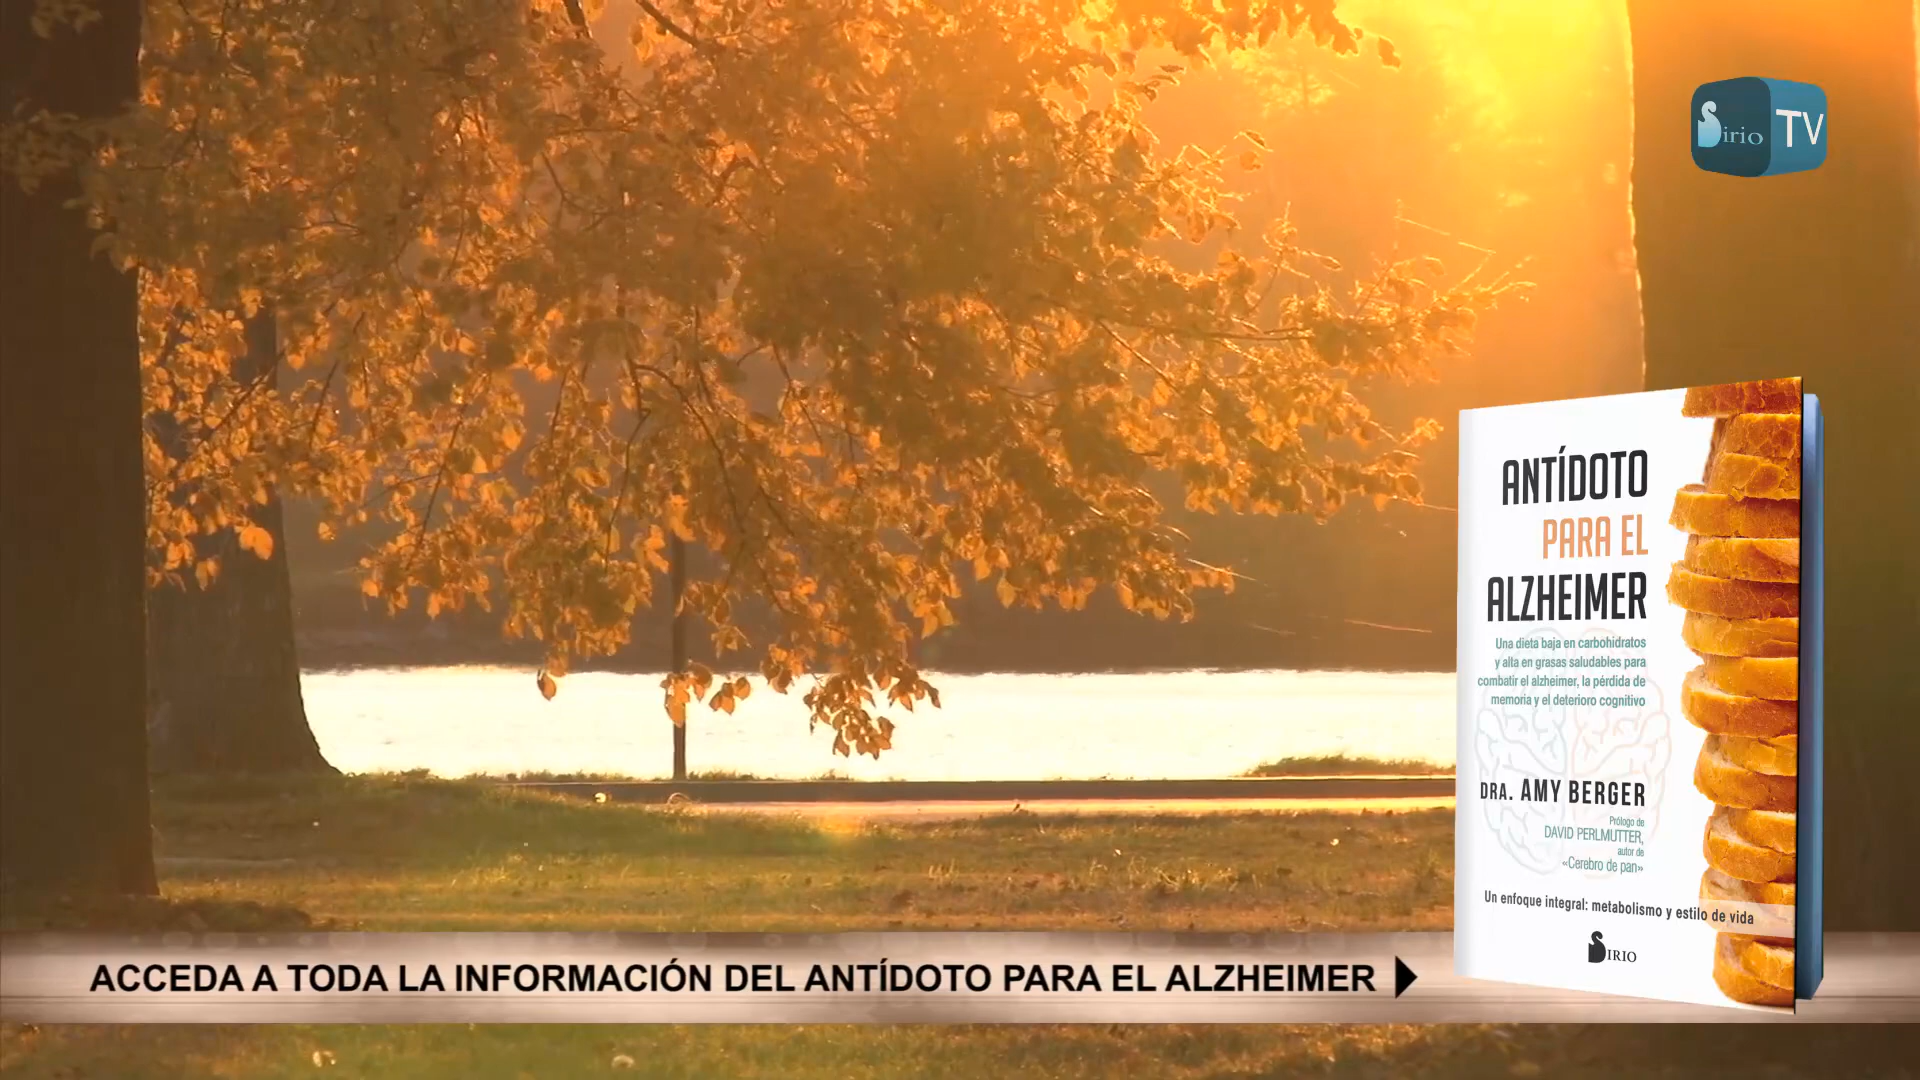 Sirio TV
ANTÍDOTO
PARA EL
ALZHEIMER
Una dieta baja en carbohidratos
y alta en grasas saludables para
combatir el alzheimer, la pérdida de
memoria y el deterioro cognitivo
DRA. AMY BERGER
Prólogo de
DAVID PERLMUTTER,
autor de
«Cerebro de pan»
Un enfoque integral: metabolismo y estilo de vida
SIRIO
ACCEDA A TODA LA INFORMACIÓN DEL ANTÍDOTO PARA EL ALZHEIMER